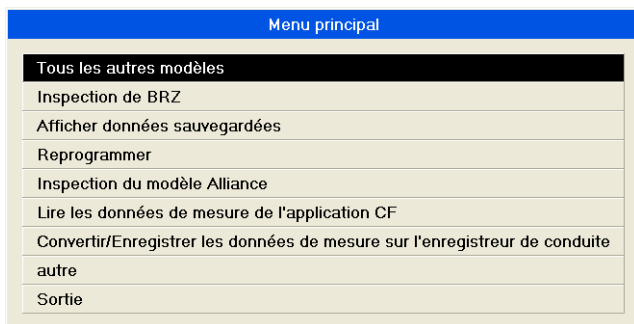 Menu principal
Tous les autres modèles
Inspection de BRZ
Afficher données sauvegardées
Reprogrammer
Inspection du modèle Alliance
Lire les données de mesure de l'application CF
Convertir/Enregistrer les données de mesure sur l'enregistreur de conduite
autre
Sortie